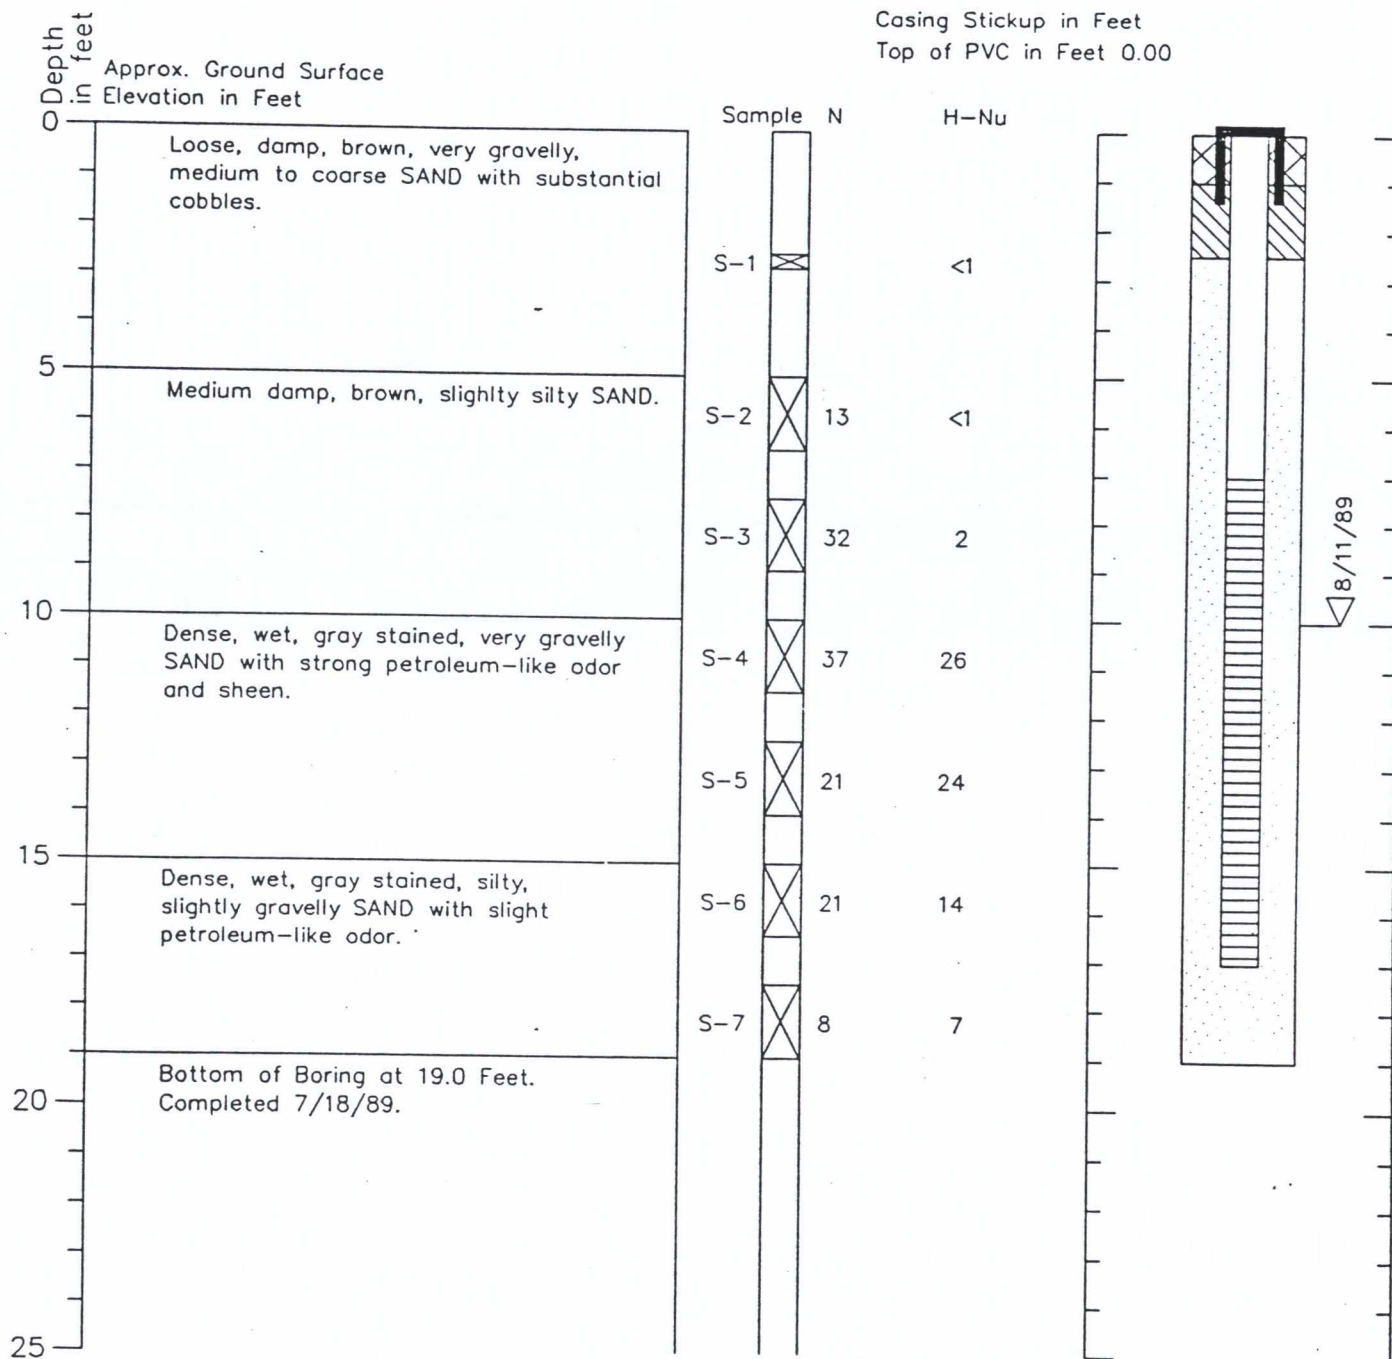 Casing Stickup in Feet
Top of PVC in Feet 0.00
Depth
in feet
Approx. Ground Surface
Elevation in Feet
Sample N H-Nu
0
Loose, damp, brown, very gravelly,
medium to coarse SAND with substantial
cobbles.
S-1 <1
5
Medium damp, brown, slighlty silty SAND.
S-2 13 <1
S-3 32 2
8/11/89
10
Dense, wet, gray stained, very gravelly
SAND with strong petroleum-like odor
and sheen.
S-4 37 26
S-5 21 24
15
Dense, wet, gray stained, silty,
slightly gravelly SAND with slight
petroleum-like odor.
S-6 21 14
S-7 8 7
Bottom of Boring at 19.0 Feet.
Completed 7/18/89.
20
25